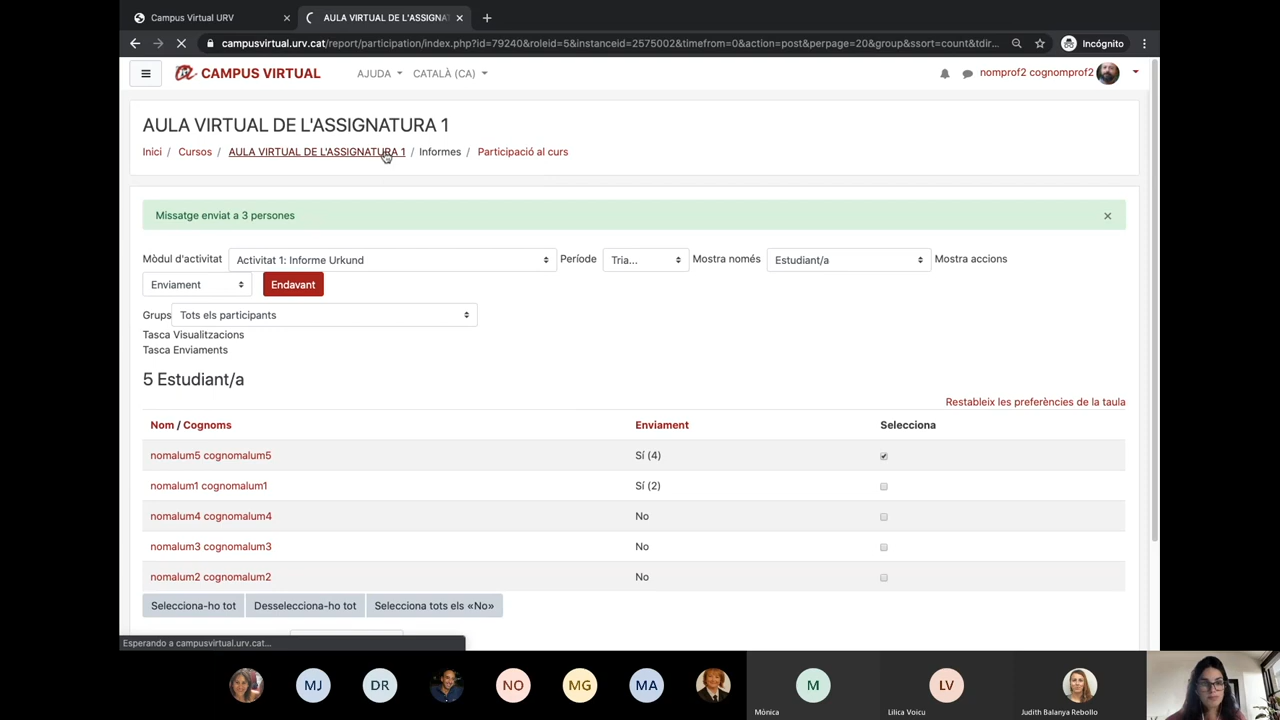 Campus Virtual URV
AULA VIRTUAL DE L'ASSIGNA
campusvirtual.urv.cat/report/participation/index.php?id=79240&roleid=5&instanceid=2575002&timefrom=0&action=post&perpage=20&group&ssort=count&tdir...
Incógnito
CAMPUS VIRTUAL
AJUDA
CATALÀ (CA)
nomprof2 cognomprof2
AULA VIRTUAL DE L'ASSIGNATURA 1
Inici / Cursos / AULA VIRTUAL DE L'ASSIGNATURA 1 / Informes / Participació al curs
Missatge enviat a 3 persones ×
Mòdul d'activitat Activitat 1: Informe Urkund Període Tria... Mostra només Estudiant/a Mostra accions
Enviament Endavant
Grups Tots els participants
Tasca Visualitzacions
Tasca Enviaments
5 Estudiant/a
Restableix les preferències de la taula
Nom / Cognoms Enviament Selecciona
nomalum5 cognomalum5 Sí (4)
nomalum1 cognomalum1 Sí (2)
nomalum4 cognomalum4 No
nomalum3 cognomalum3 No
nomalum2 cognomalum2 No
Selecciona-ho tot Desselecciona-ho tot Selecciona tots els «No»
Esperando a campusvirtual.urv.cat...
MJ DR NO MG MA M LV
Mònica Lilica Voicu Judith Balanya Rebollo